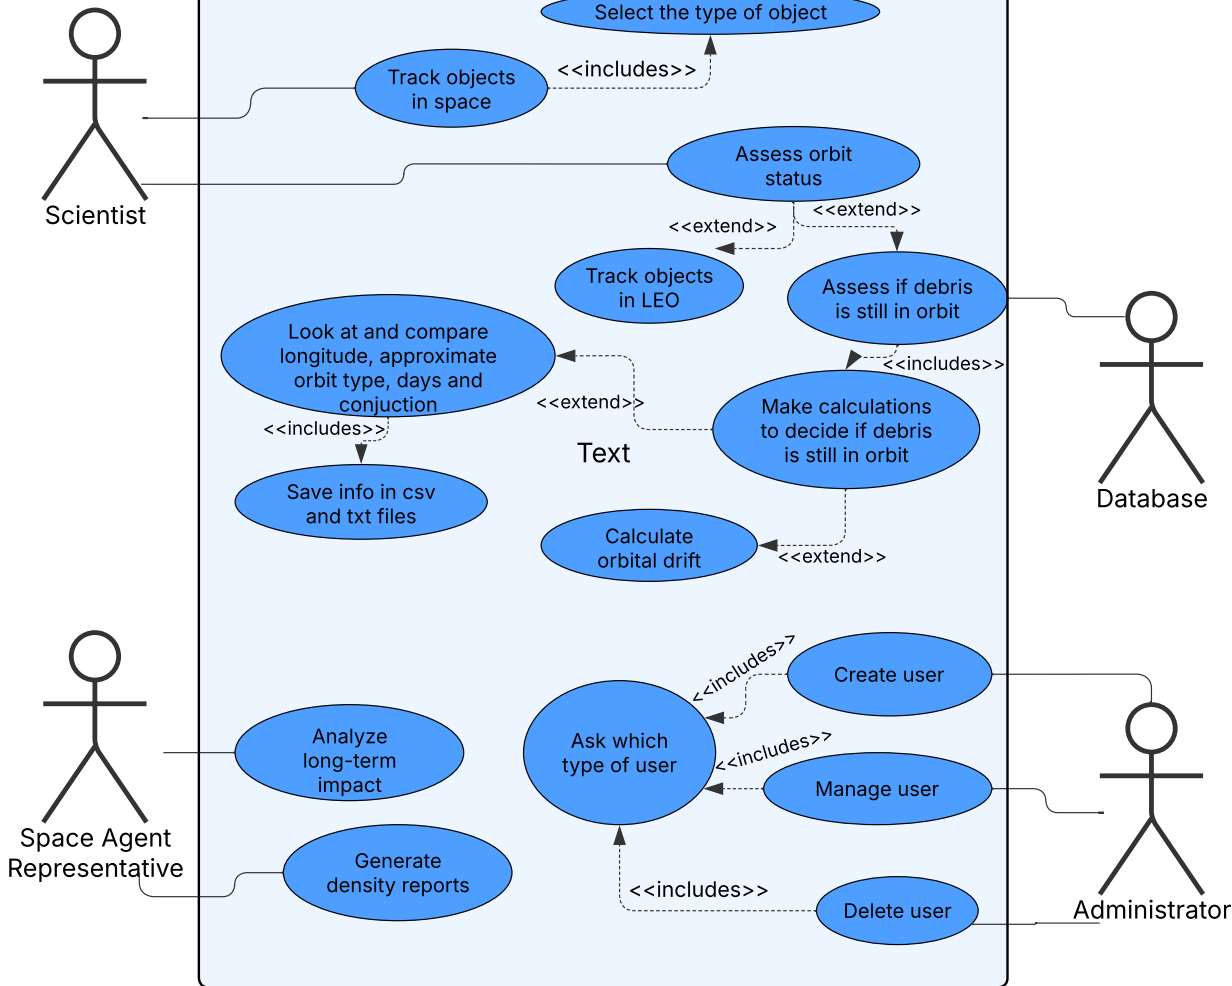 Select the type of object
<<includes>>
Track objects
in space
Assess orbit
status
Scientist
<<extend>>
<<extend>>
Track objects
in LEO
Assess if debris
is still in orbit
Look at and compare
longitude, approximate
orbit type, days and
conjuction
<<includes>>
<<extend>>
Make calculations
to decide if debris
is still in orbit
<<includes>>
Text
Save info in csv
and txt files
Database
Calculate
orbital drift
<<extend>>
<<includes>>
Create user
Analyze
long-term
impact
Ask which
type of user
<<includes>>
Manage user
Space Agent
Representative
Generate
density reports
<<includes>>
Delete user
Administrator